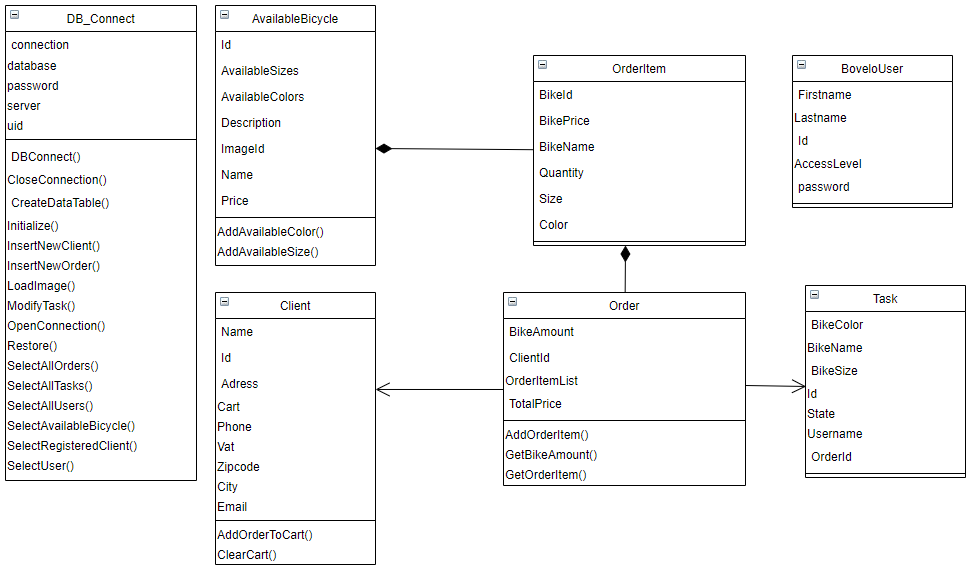 DB_Connect
connection
database
password
server
uid
DBConnect()
CloseConnection()
CreateDataTable()
Initialize()
InsertNewClient()
InsertNewOrder()
LoadImage()
ModifyTask()
OpenConnection()
Restore()
SelectAllOrders()
SelectAllTasks()
SelectAllUsers()
SelectAvailableBicycle()
SelectRegisteredClient()
SelectUser()
AvailableBicycle
Id
AvailableSizes
AvailableColors
Description
ImageId
Name
Price
AddAvailableColor()
AddAvailableSize()
Client
Name
Id
Adress
Cart
Phone
Vat
Zipcode
City
Email
AddOrderToCart()
ClearCart()
OrderItem
BikeId
BikePrice
BikeName
Quantity
Size
Color
Order
BikeAmount
ClientId
OrderItemList
TotalPrice
AddOrderItem()
GetBikeAmount()
GetOrderItem()
BoveloUser
Firstname
Lastname
Id
AccessLevel
password
Task
BikeColor
BikeName
BikeSize
Id
State
Username
OrderId